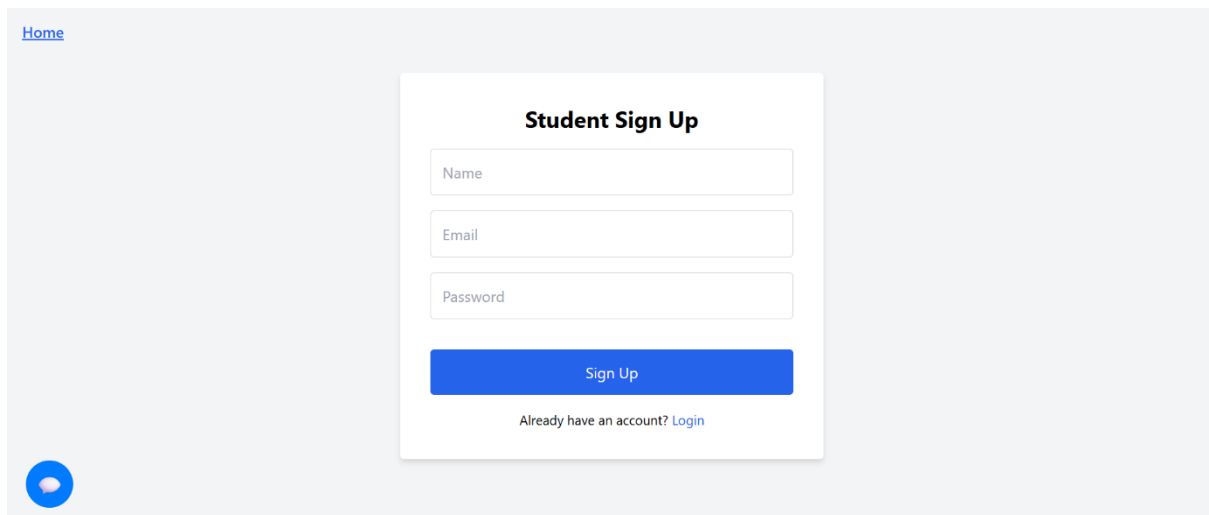 Home
Student Sign Up
Name
Email
Password
Sign Up
Already have an account? Login